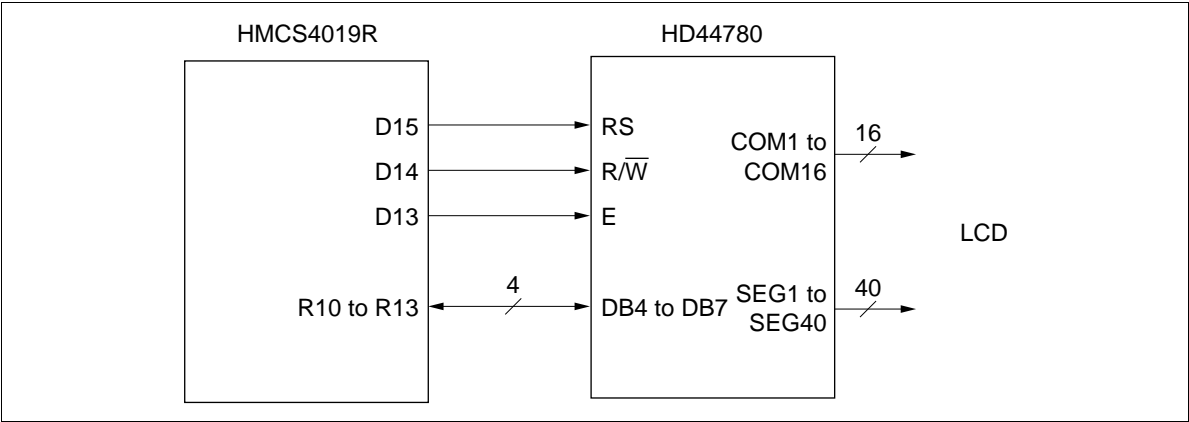 HMCS4019R
HD44780
D15
RS
D14
R/W̅
D13
E
R10 to R13
4
DB4 to DB7
COM1 to
COM16
16
SEG1 to
SEG40
40
LCD